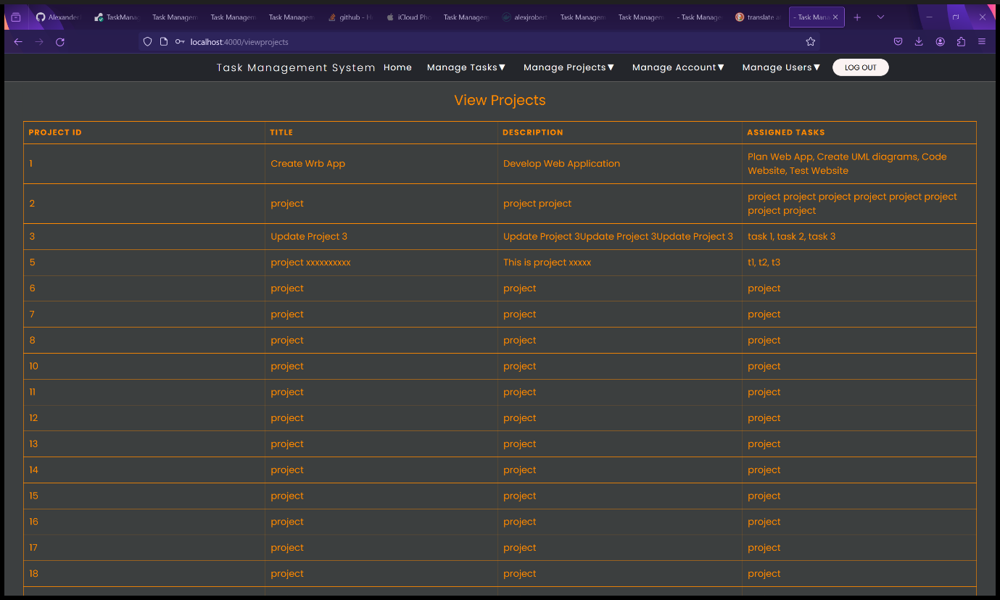 Alexander
TaskManag
Task Managem
Task Managem
Task Managem
github - H
iCloud Pho
Task Managem
alexjrobert
Task Managem
Task Managem
- Task Manage
translate a
- Task Mana
localhost:4000/viewprojects
Task Management System Home Manage Tasks▼ Manage Projects▼ Manage Account▼ Manage Users▼ LOG OUT
View Projects
PROJECT ID TITLE DESCRIPTION ASSIGNED TASKS
1 Create Wrb App Develop Web Application Plan Web App, Create UML diagrams, Code
Website, Test Website
2 project project project project project project project project project
project project
3 Update Project 3 Update Project 3Update Project 3Update Project 3 task 1, task 2, task 3
5 project xxxxxxxxxx This is project xxxxx t1, t2, t3
6 project project project
7 project project project
8 project project project
10 project project project
11 project project project
12 project project project
13 project project project
14 project project project
15 project project project
16 project project project
17 project project project
18 project project project